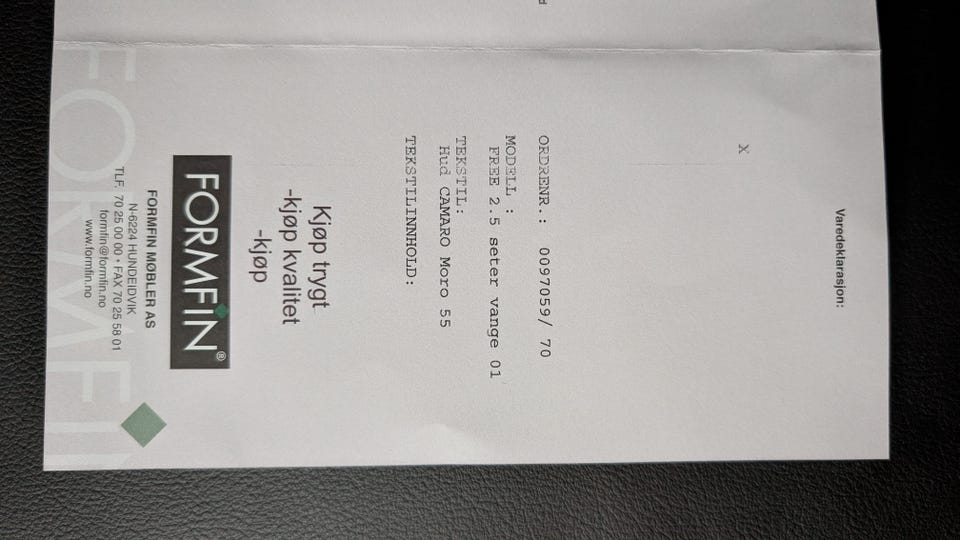 Varedeklarasjon:
X
ORDRENR.: 0097059/ 70
MODELL :
FREE 2.5 seter vange 01
TEKSTIL:
Hud CAMARO Moro 55
TEKSTILINNHOLD:
Kjøp trygt
-kjøp kvalitet
-kjøp
FORMFIN®
FORMFIN MØBLER AS
N-6224 HUNDEIDVIK
TLF. 70 25 00 00 • FAX 70 25 58 01
formfin@formfin.no
www.formfin.no
FORMFIN